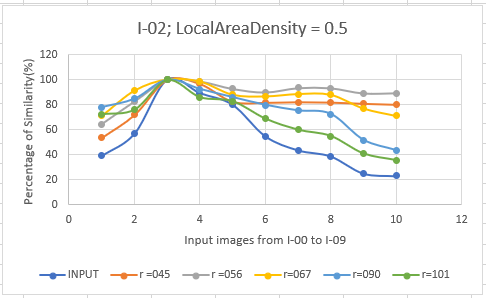 I-02; LocalAreaDensity = 0.5
120
100
80
60
40
20
0
Percentage of Similarity(%)
0 2 4 6 8 10 12
Input images from I-00 to I-09
INPUT r =045 r =056 r=067 r=090 r=101